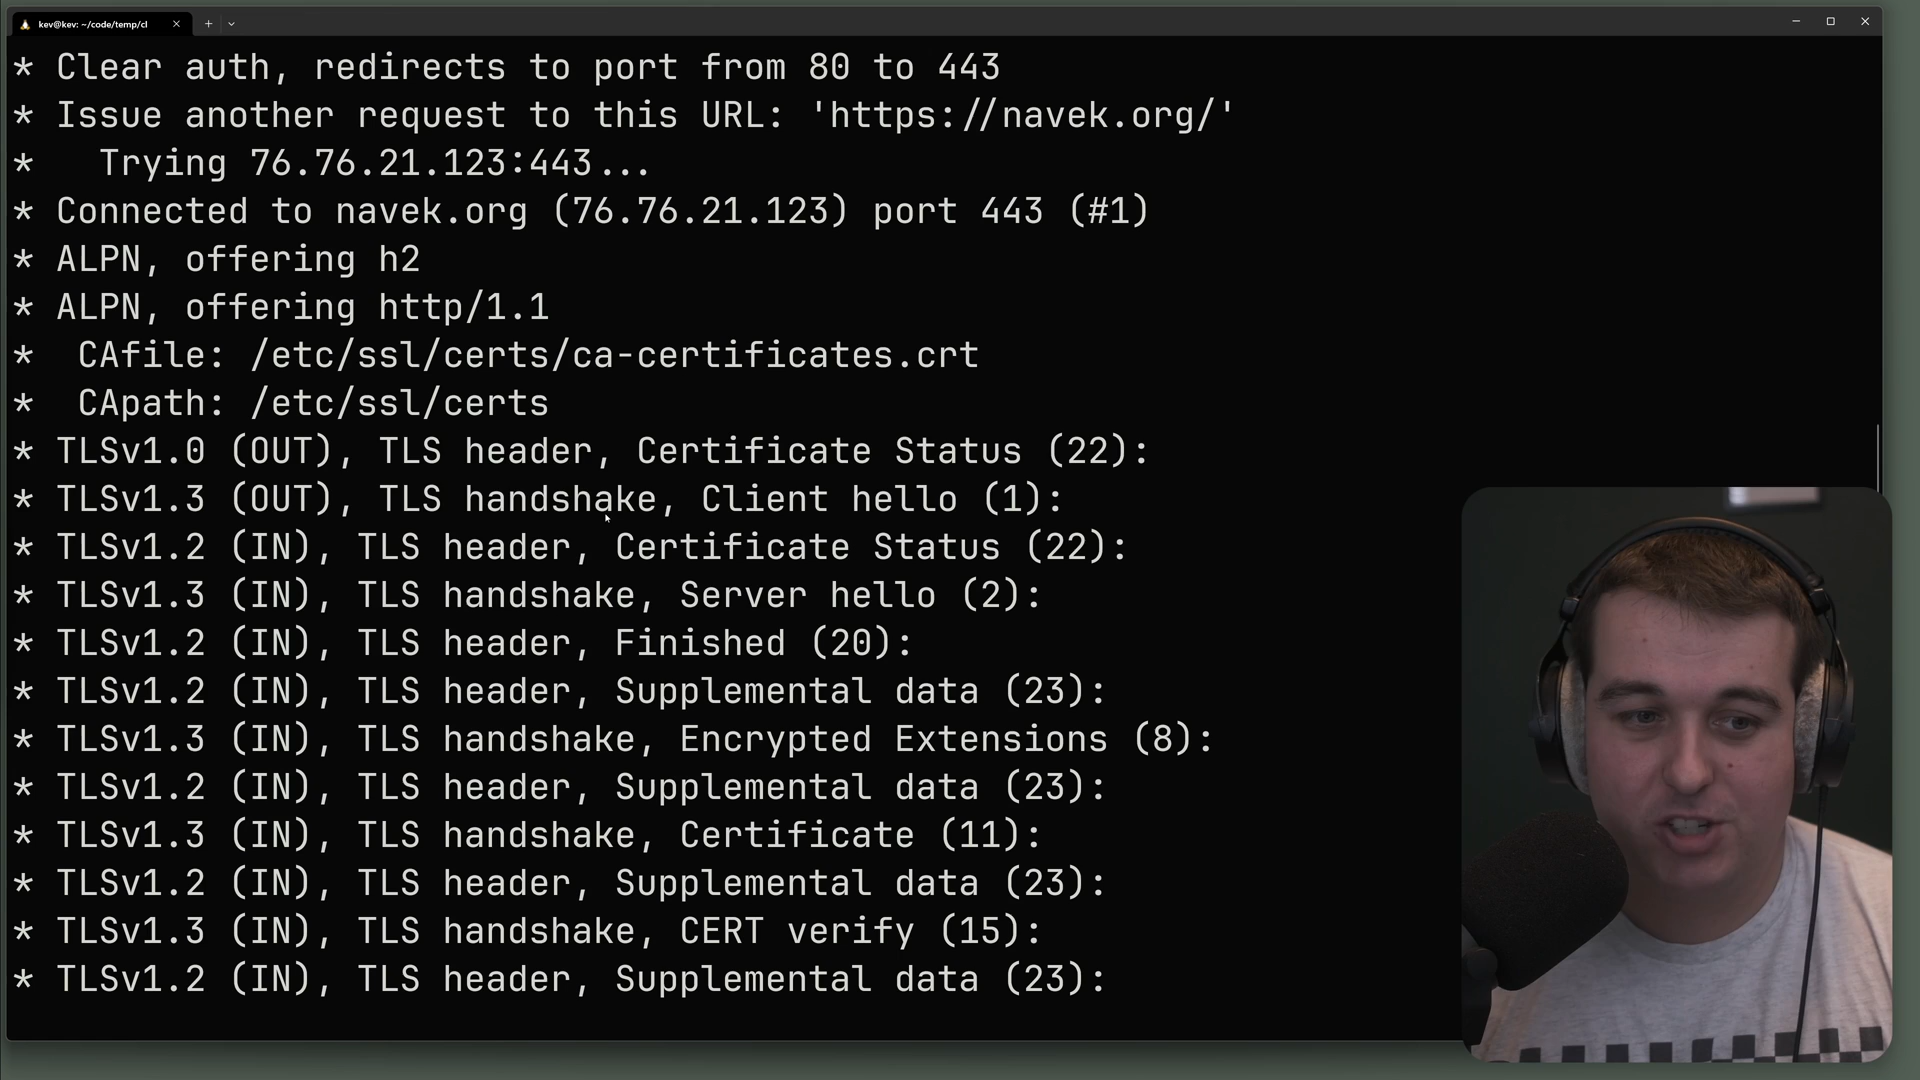 kev@kev: ~/code/temp/cl
* Clear auth, redirects to port from 80 to 443
* Issue another request to this URL: 'https://navek.org/'
*   Trying 76.76.21.123:443...
* Connected to navek.org (76.76.21.123) port 443 (#1)
* ALPN, offering h2
* ALPN, offering http/1.1
*  CAfile: /etc/ssl/certs/ca-certificates.crt
*  CApath: /etc/ssl/certs
* TLSv1.0 (OUT), TLS header, Certificate Status (22):
* TLSv1.3 (OUT), TLS handshake, Client hello (1):
* TLSv1.2 (IN), TLS header, Certificate Status (22):
* TLSv1.3 (IN), TLS handshake, Server hello (2):
* TLSv1.2 (IN), TLS header, Finished (20):
* TLSv1.2 (IN), TLS header, Supplemental data (23):
* TLSv1.3 (IN), TLS handshake, Encrypted Extensions (8):
* TLSv1.2 (IN), TLS header, Supplemental data (23):
* TLSv1.3 (IN), TLS handshake, Certificate (11):
* TLSv1.2 (IN), TLS header, Supplemental data (23):
* TLSv1.3 (IN), TLS handshake, CERT verify (15):
* TLSv1.2 (IN), TLS header, Supplemental data (23):